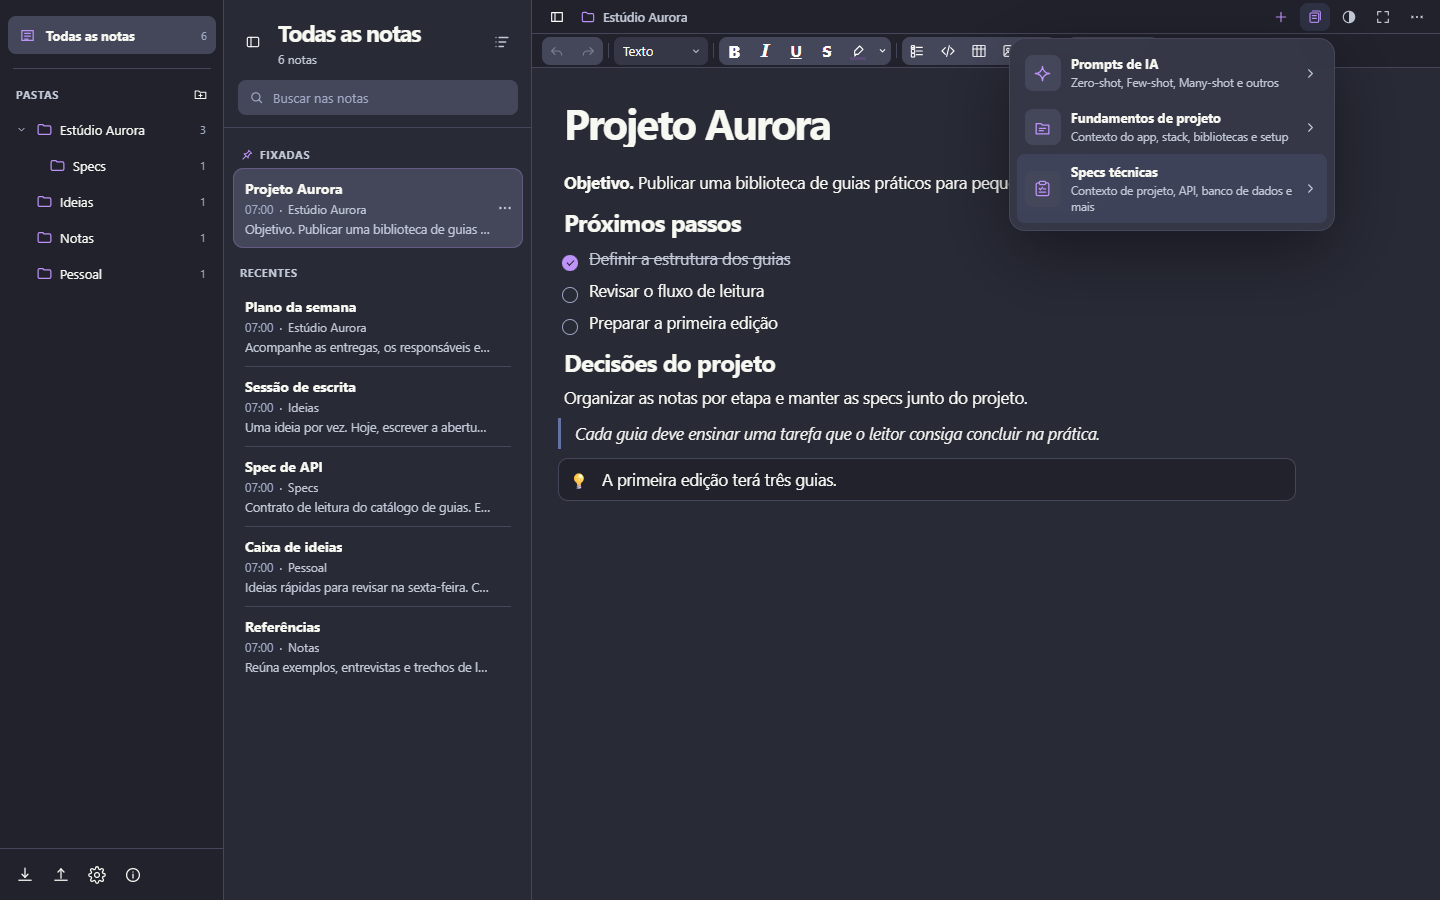 Todas as notas 6
PASTAS
Estúdio Aurora 3
Specs 1
Ideias 1
Notas 1
Pessoal 1
Todas as notas
6 notas
Buscar nas notas
FIXADAS
Projeto Aurora
07:00 · Estúdio Aurora
Objetivo. Publicar uma biblioteca de guias ...
RECENTES
Plano da semana
07:00 · Estúdio Aurora
Acompanhe as entregas, os responsáveis e...
Sessão de escrita
07:00 · Ideias
Uma ideia por vez. Hoje, escrever a abertu...
Spec de API
07:00 · Specs
Contrato de leitura do catálogo de guias. E...
Caixa de ideias
07:00 · Pessoal
Ideias rápidas para revisar na sexta-feira. C...
Referências
07:00 · Notas
Reúna exemplos, entrevistas e trechos de l...
Estúdio Aurora
Texto B I U S
Projeto Aurora
Objetivo. Publicar uma biblioteca de guias práticos para pequ
Próximos passos
Definir a estrutura dos guias
Revisar o fluxo de leitura
Preparar a primeira edição
Decisões do projeto
Organizar as notas por etapa e manter as specs junto do projeto.
Cada guia deve ensinar uma tarefa que o leitor consiga concluir na prática.
A primeira edição terá três guias.
Prompts de IA
Zero-shot, Few-shot, Many-shot e outros
Fundamentos de projeto
Contexto do app, stack, bibliotecas e setup
Specs técnicas
Contexto de projeto, API, banco de dados e
mais